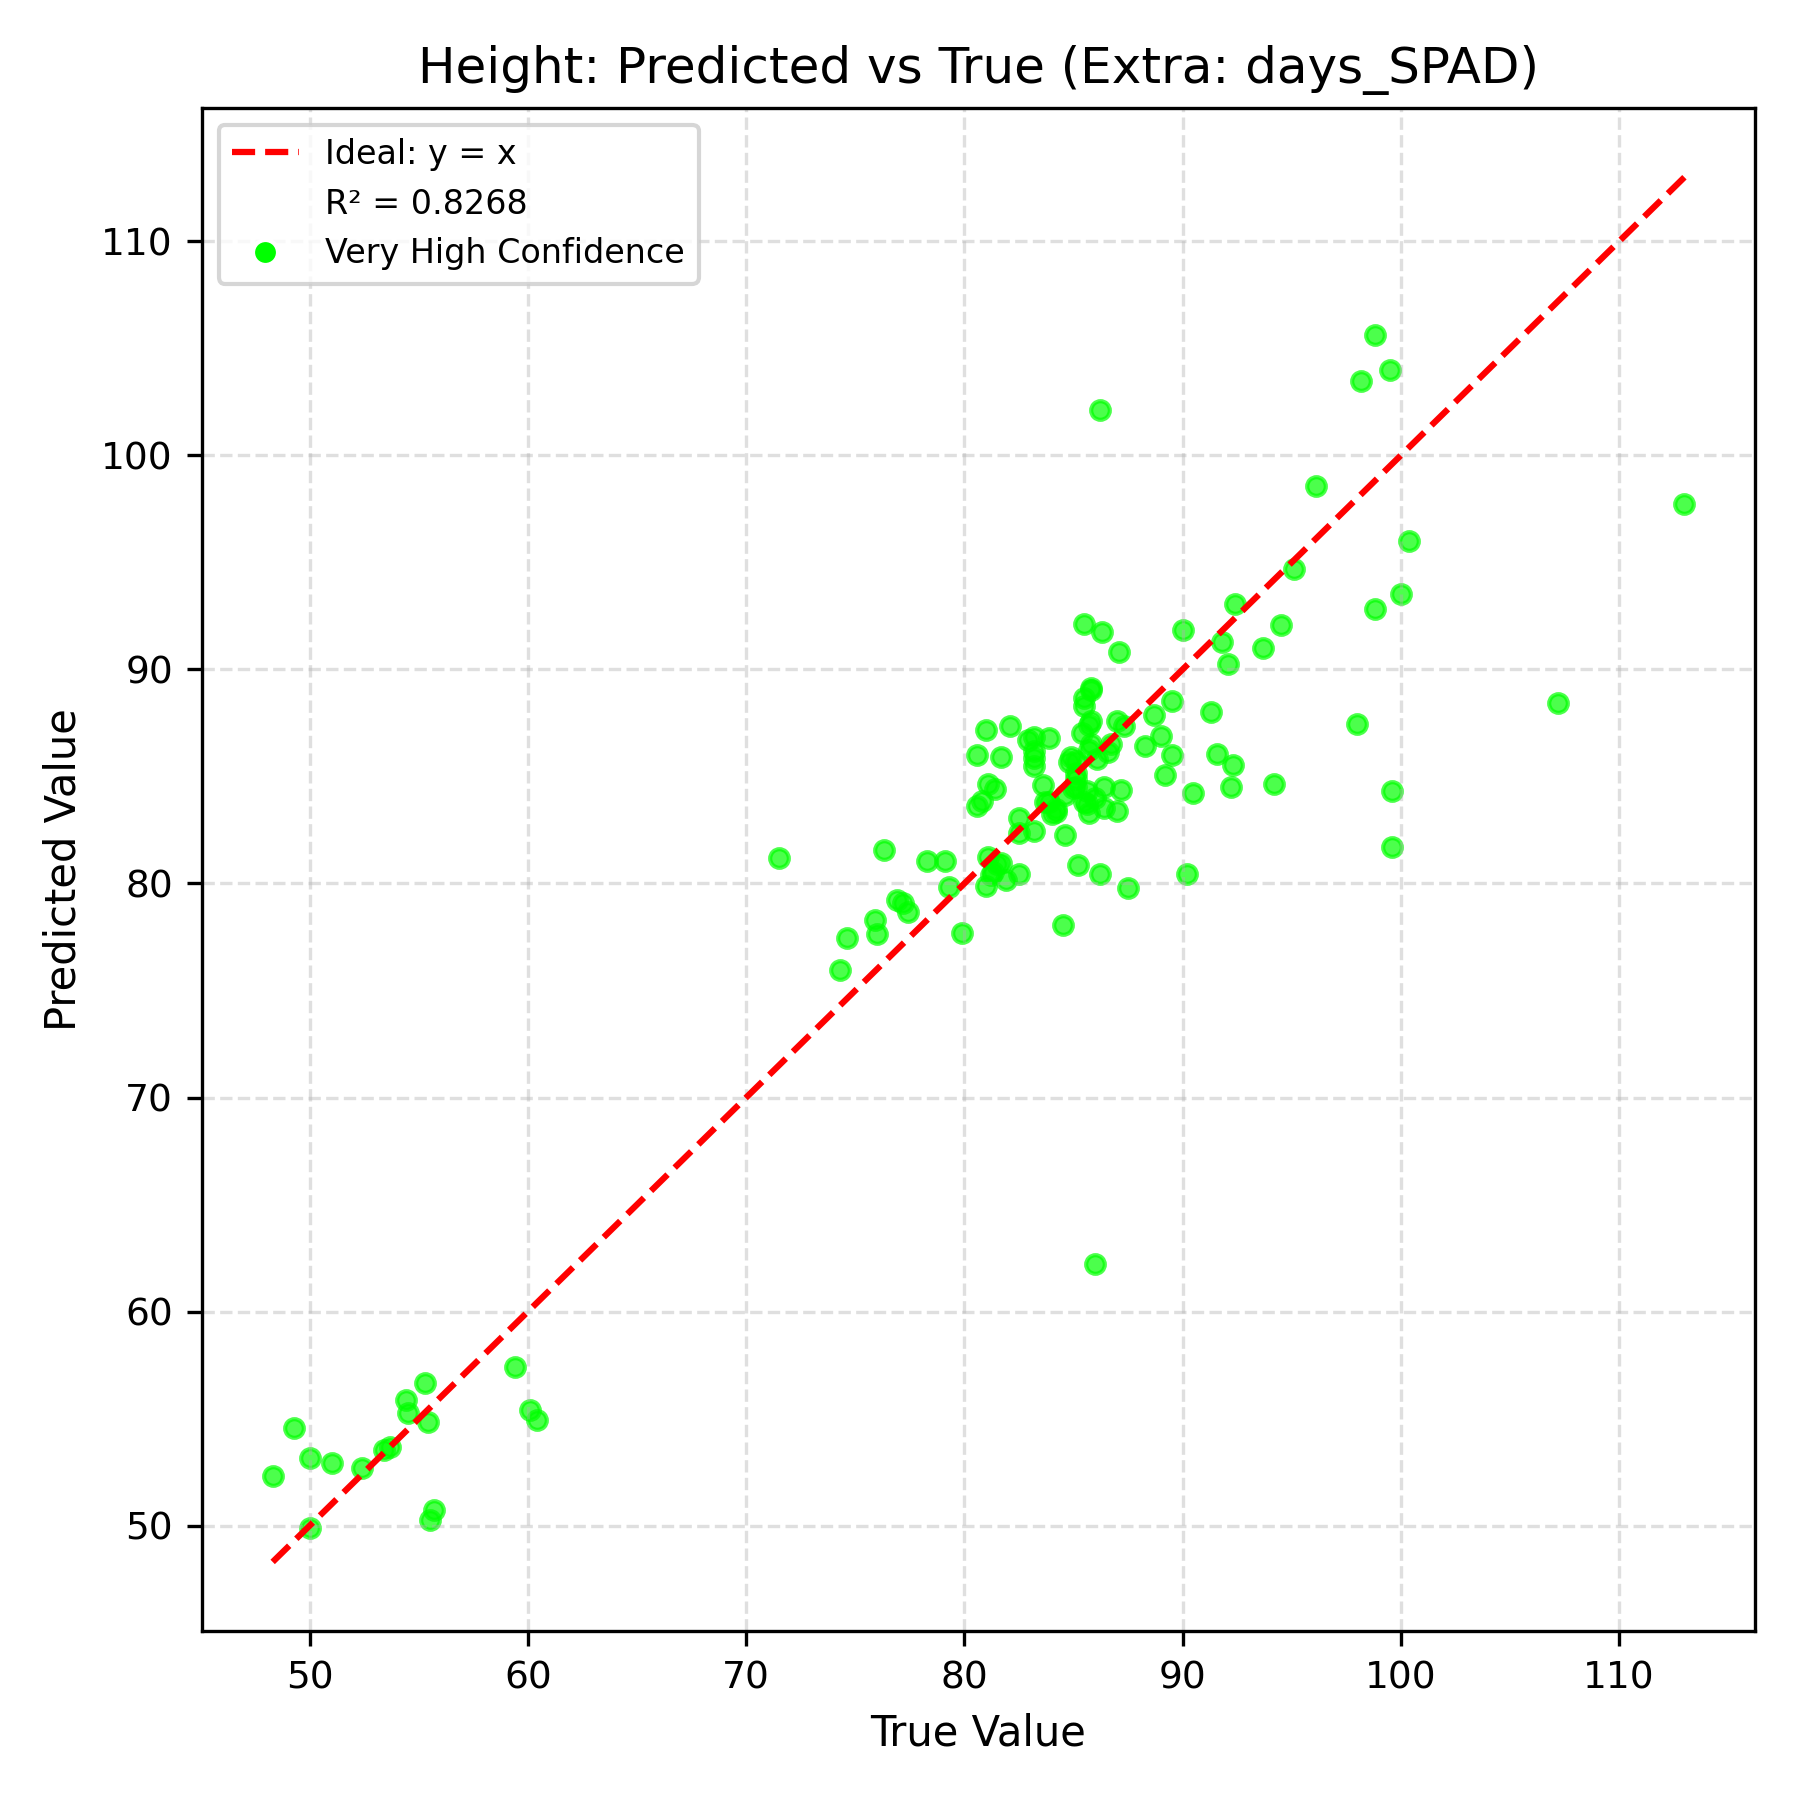 Height: Predicted vs True (Extra: days_SPAD)
Ideal: y = x
R² = 0.8268
Very High Confidence
110
100
90
80
70
60
50
Predicted Value
50 60 70 80 90 100 110
True Value